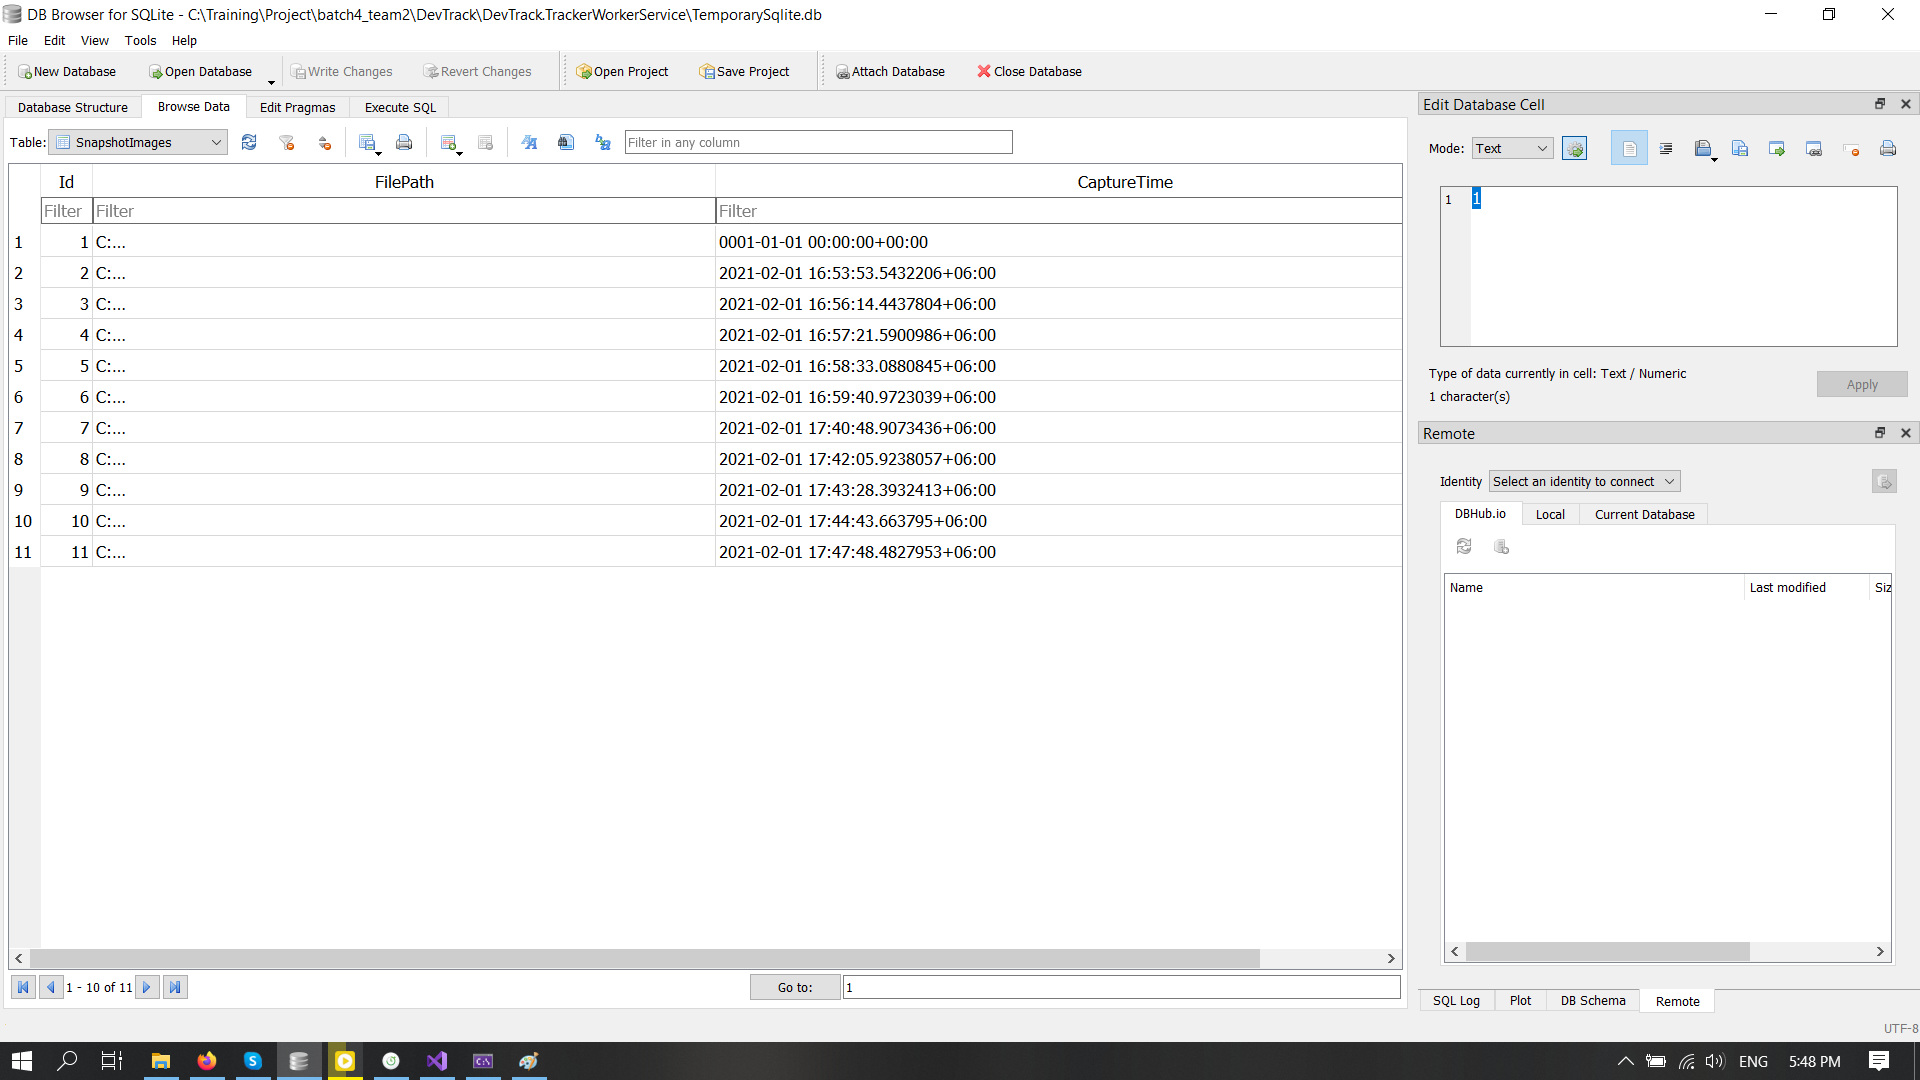 DB Browser for SQLite - C:\Training\Project\batch4_team2\DevTrack\DevTrack.TrackerWorkerService\TemporarySqlite.db
File Edit View Tools Help
New Database Open Database Write Changes Revert Changes Open Project Save Project Attach Database Close Database
Database Structure Browse Data Edit Pragmas Execute SQL
Table: SnapshotImages Filter in any column
Id FilePath CaptureTime
Filter Filter Filter
1 1 C:... 0001-01-01 00:00:00+00:00
2 2 C:... 2021-02-01 16:53:53.5432206+06:00
3 3 C:... 2021-02-01 16:56:14.4437804+06:00
4 4 C:... 2021-02-01 16:57:21.5900986+06:00
5 5 C:... 2021-02-01 16:58:33.0880845+06:00
6 6 C:... 2021-02-01 16:59:40.9723039+06:00
7 7 C:... 2021-02-01 17:40:48.9073436+06:00
8 8 C:... 2021-02-01 17:42:05.9238057+06:00
9 9 C:... 2021-02-01 17:43:28.3932413+06:00
10 10 C:... 2021-02-01 17:44:43.663795+06:00
11 11 C:... 2021-02-01 17:47:48.4827953+06:00
1 - 10 of 11 Go to: 1
Edit Database Cell
Mode: Text
1 1
Type of data currently in cell: Text / Numeric
1 character(s)
Apply
Remote
Identity Select an identity to connect
DBHub.io Local Current Database
Name Last modified Siz
SQL Log Plot DB Schema Remote
UTF-8
ENG 5:48 PM